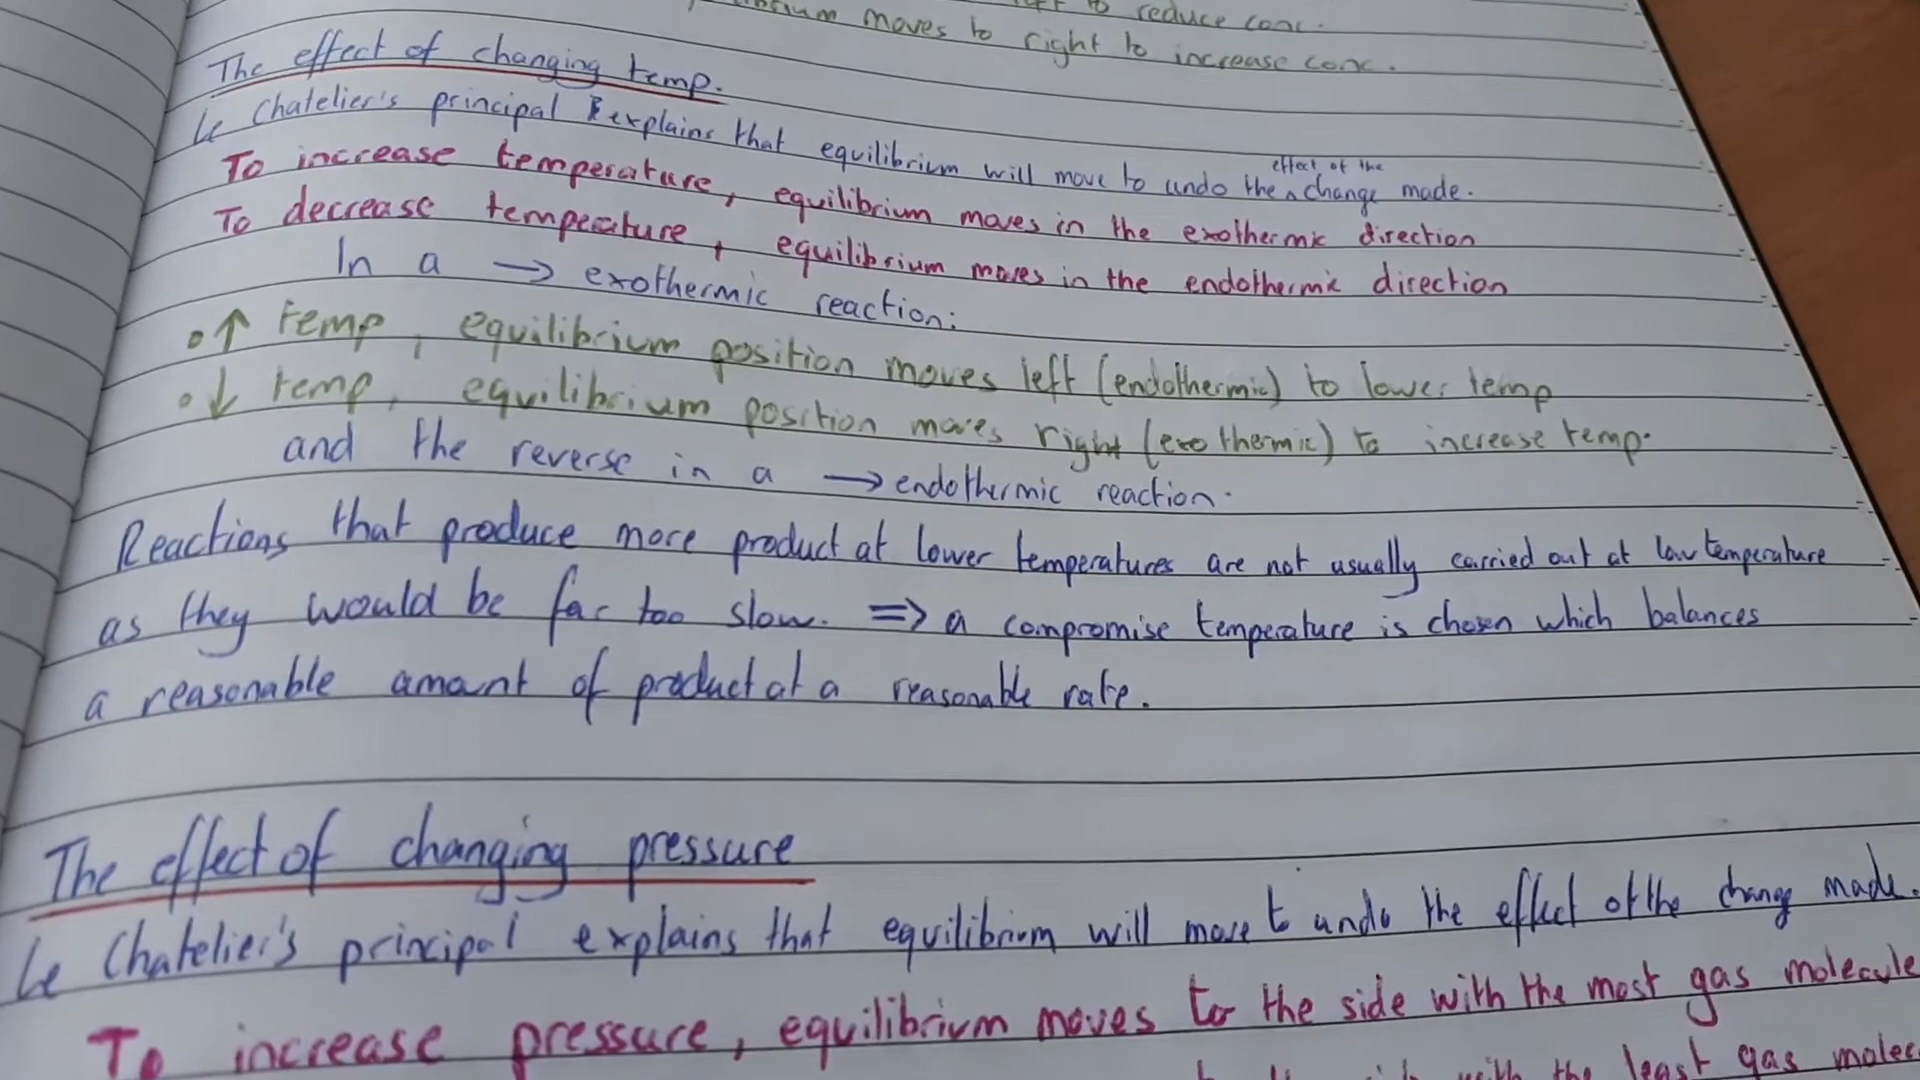 to reduce conc.
moves to right to increase conc.
The effect of changing temp.
Le Chatelier's principal explains that equilibrium will move to undo the ^ change made.
effect of the
To increase temperature, equilibrium moves in the exothermic direction
To decrease temperature, equilibrium moves in the endothermic direction
In a → exothermic reaction:
• ↑ temp, equilibrium position moves left (endothermic) to lower temp
• ↓ temp, equilibrium position moves right (exothermic) to increase temp.
and the reverse in a → endothermic reaction.
Reactions that produce more product at lower temperatures are not usually carried out at low temperature
as they would be far too slow. ⇒ a compromise temperature is chosen which balances
a reasonable amount of product at a reasonable rate.
The effect of changing pressure
Le Chatelier's principal explains that equilibrium will move to undo the effect of the change made.
To increase pressure, equilibrium moves to the side with the most gas molecule
with the least gas molec